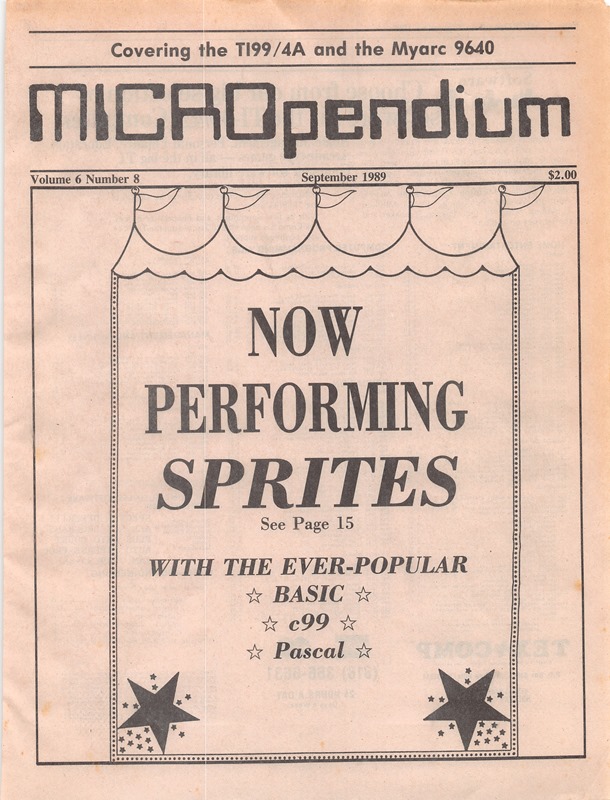 Covering the TI99/4A and the Myarc 9640
MICROpendium
Volume 6 Number 8 September 1989 $2.00
NOW
PERFORMING
SPRITES
See Page 15
WITH THE EVER-POPULAR
☆ BASIC ☆
☆ c99 ☆
☆ Pascal ☆